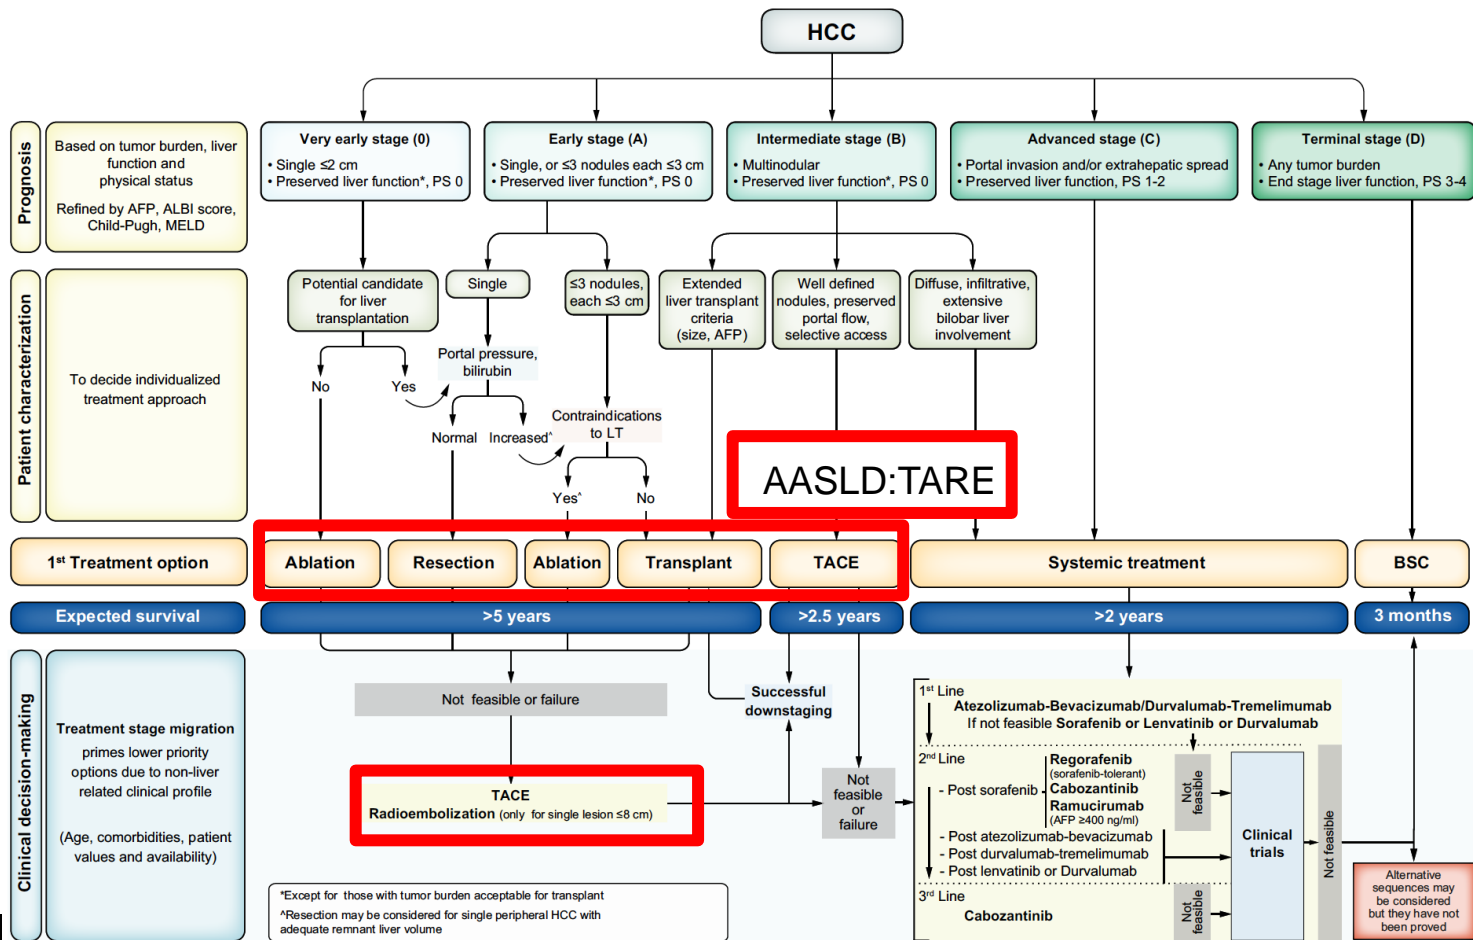 HCC
Prognosis
Based on tumor burden, liver
function and
physical status
Refined by AFP, ALBI score,
Child-Pugh, MELD
Very early stage (0)
• Single ≤2 cm
• Preserved liver function*, PS 0
Early stage (A)
• Single, or ≤3 nodules each ≤3 cm
• Preserved liver function*, PS 0
Intermediate stage (B)
• Multinodular
• Preserved liver function*, PS 0
Advanced stage (C)
• Portal invasion and/or extrahepatic spread
• Preserved liver function, PS 1-2
Terminal stage (D)
• Any tumor burden
• End stage liver function, PS 3-4
Patient characterization
To decide individualized
treatment approach
Potential candidate
for liver
transplantation
Single
≤3 nodules,
each ≤3 cm
Extended
liver transplant
criteria
(size, AFP)
Well defined
nodules, preserved
portal flow,
selective access
Diffuse, infiltrative,
extensive
bilobar liver
involvement
No
Yes
Portal pressure,
bilirubin
Normal
Increased^
Contraindications
to LT
Yes^
No
AASLD:TARE
1st Treatment option
Ablation
Resection
Ablation
Transplant
TACE
Systemic treatment
BSC
Expected survival
>5 years
>2.5 years
>2 years
3 months
Clinical decision-making
Treatment stage migration
primes lower priority
options due to non-liver
related clinical profile
(Age, comorbidities, patient
values and availability)
Not feasible or failure
Successful
downstaging
TACE
Radioembolization (only for single lesion ≤8 cm)
Not
feasible
or
failure
1st Line
Atezolizumab-Bevacizumab/Durvalumab-Tremelimumab
If not feasible Sorafenib or Lenvatinib or Durvalumab
2nd Line
- Post sorafenib
Regorafenib
(sorafenib-tolerant)
Cabozantinib
Ramucirumab
(AFP ≥400 ng/ml)
- Post atezolizumab-bevacizumab
- Post durvalumab-tremelimumab
- Post lenvatinib or Durvalumab
3rd Line
Cabozantinib
Not
feasible
Not
feasible
Clinical
trials
Not feasible
Alternative
sequences may
be considered
but they have not
been proved
*Except for those with tumor burden acceptable for transplant
^Resection may be considered for single peripheral HCC with
adequate remnant liver volume